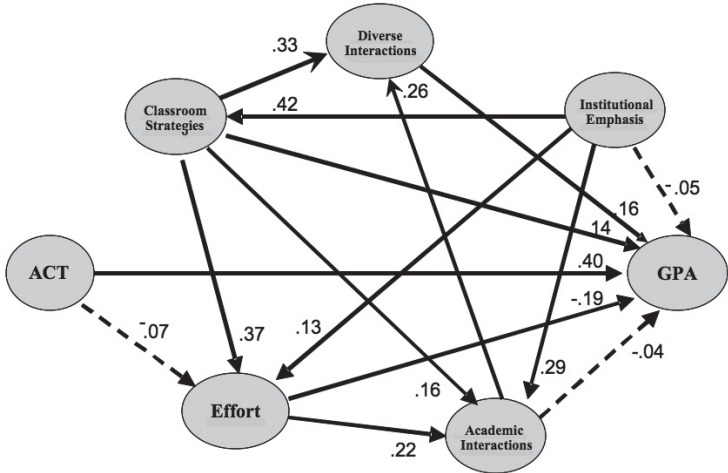 Diverse
Interactions
.33
.26
Classroom
Strategies
.42
Institutional
Emphasis
-.05
.16
.14
ACT
.40
GPA
-.07
-.19
.37
.13
.29
-.04
.16
Effort
.22
Academic
Interactions